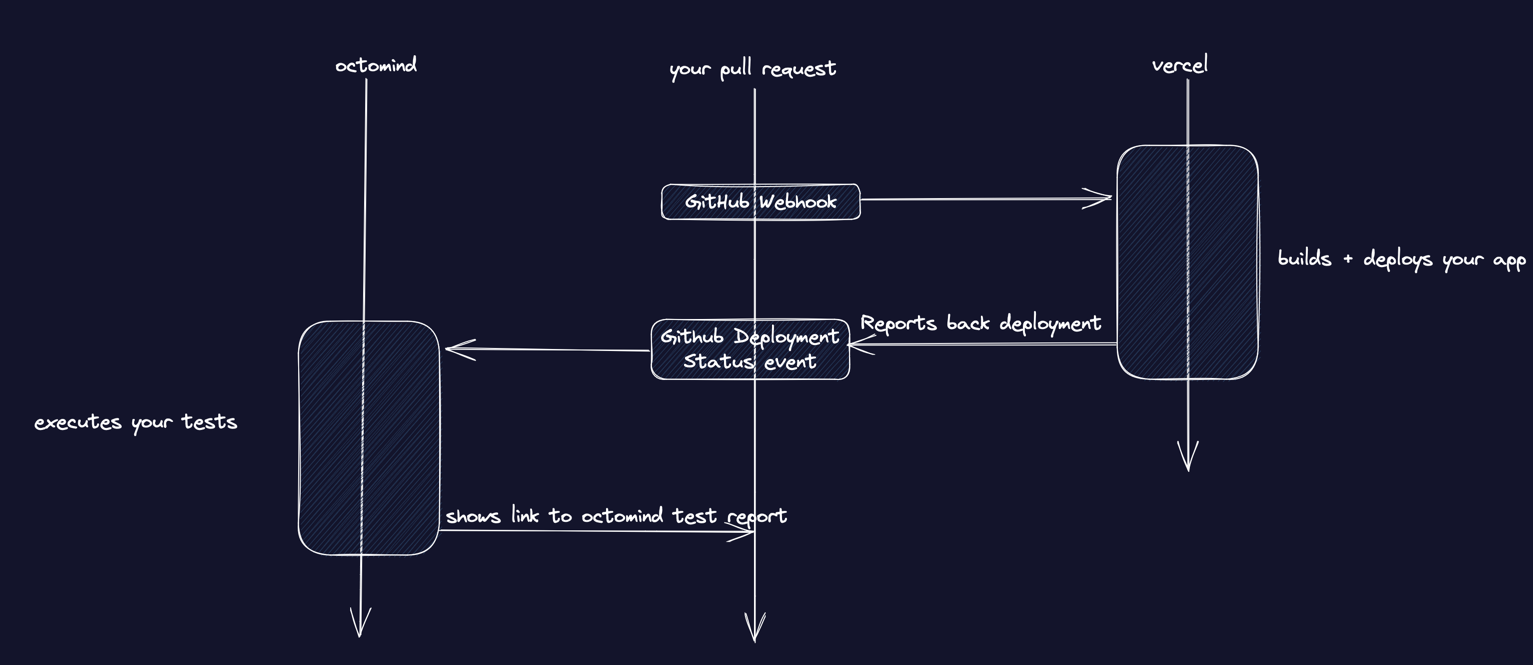 octomind
your pull request
vercel
GitHub Webhook
builds + deploys your app
Reports back deployment
Github Deployment
Status event
executes your tests
shows link to octomind test report